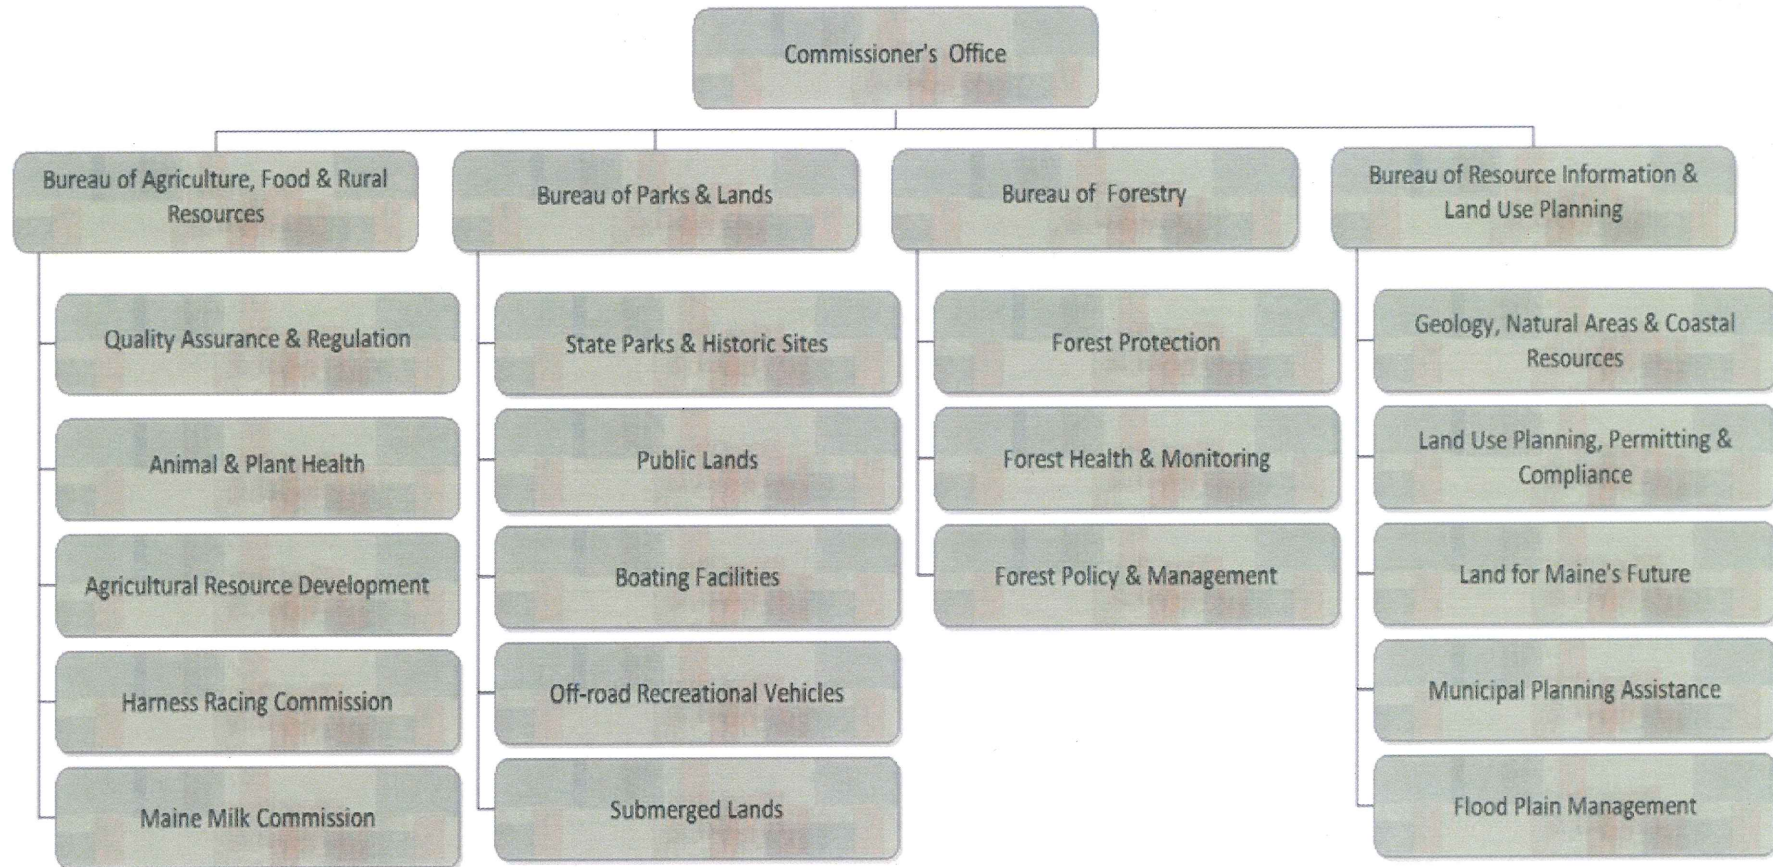 Commissioner's Office
Bureau of Agriculture, Food & Rural
Resources
Quality Assurance & Regulation
Animal & Plant Health
Agricultural Resource Development
Harness Racing Commission
Maine Milk Commission
Bureau of Parks & Lands
State Parks & Historic Sites
Public Lands
Boating Facilities
Off-road Recreational Vehicles
Submerged Lands
Bureau of Forestry
Forest Protection
Forest Health & Monitoring
Forest Policy & Management
Bureau of Resource Information &
Land Use Planning
Geology, Natural Areas & Coastal
Resources
Land Use Planning, Permitting &
Compliance
Land for Maine's Future
Municipal Planning Assistance
Flood Plain Management